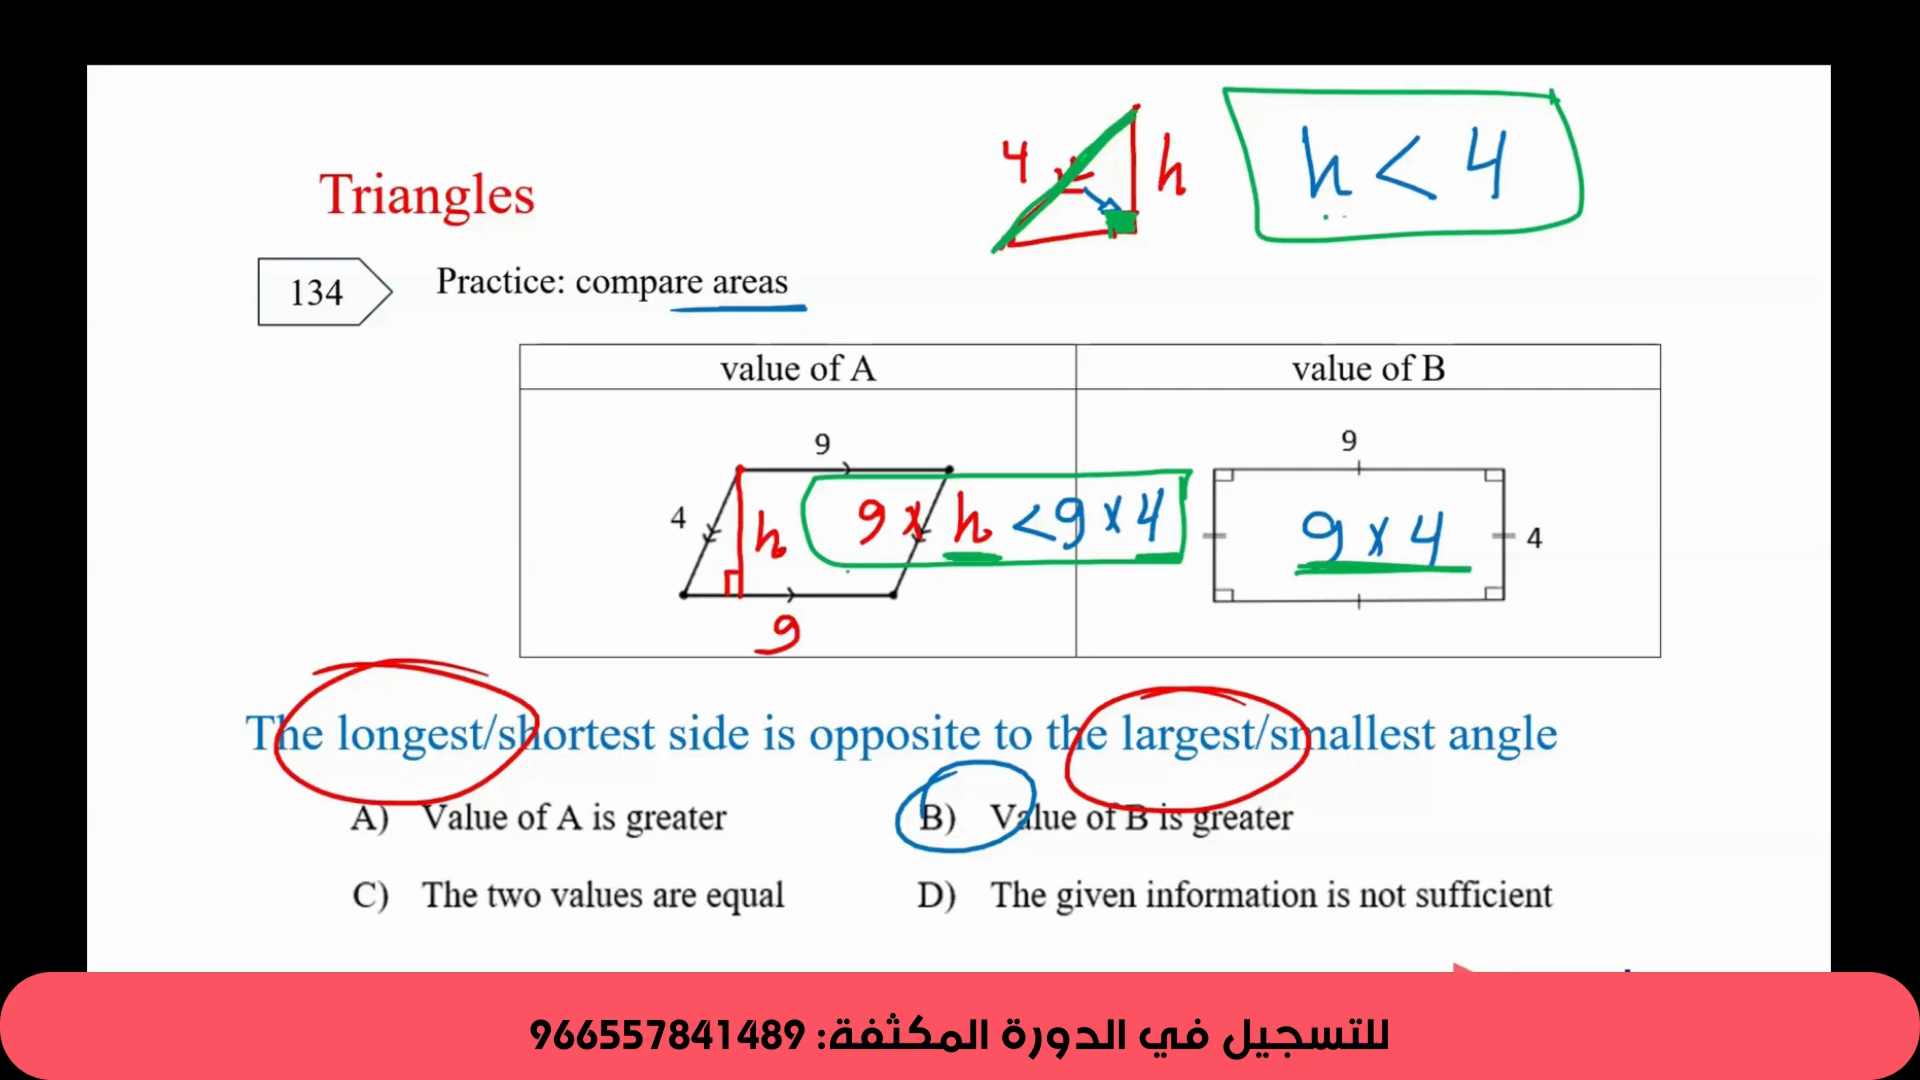 4 h
h < 4
Triangles
134
Practice: compare areas
value of A
value of B
9
4
h
9 x h < 9 x 4
9
9
9 x 4
4
The longest/shortest side is opposite to the largest/smallest angle
A) Value of A is greater
B) Value of B is greater
C) The two values are equal
D) The given information is not sufficient
للتسجيل في الدورة المكثفة: 966557841489